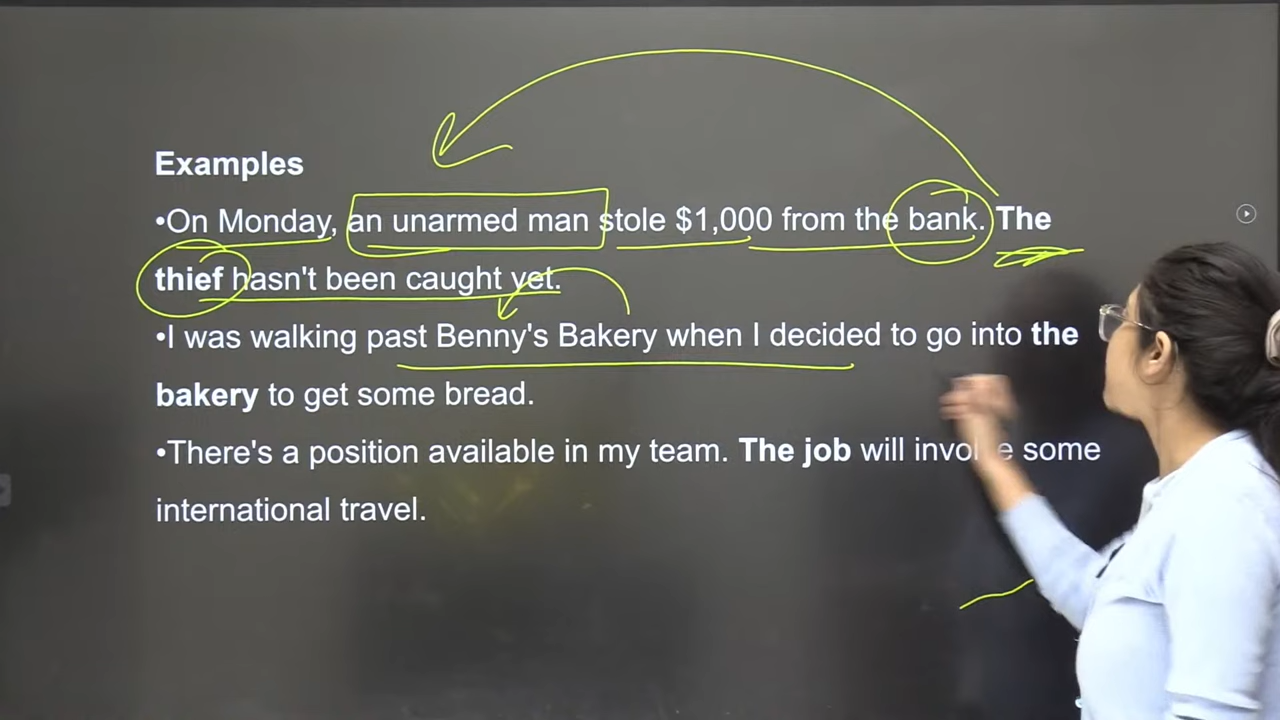 Examples
•On Monday, an unarmed man stole $1,000 from the bank. The
thief hasn't been caught yet.
•I was walking past Benny's Bakery when I decided to go into the
bakery to get some bread.
•There's a position available in my team. The job will involve some
international travel.